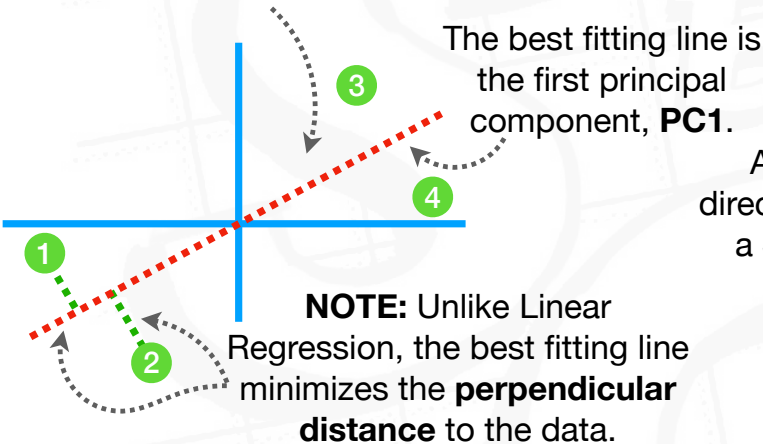 The best fitting line is
the first principal
component, PC1.
3
A
4
direc
a
1
NOTE: Unlike Linear
Regression, the best fitting line
2
minimizes the perpendicular
distance to the data.